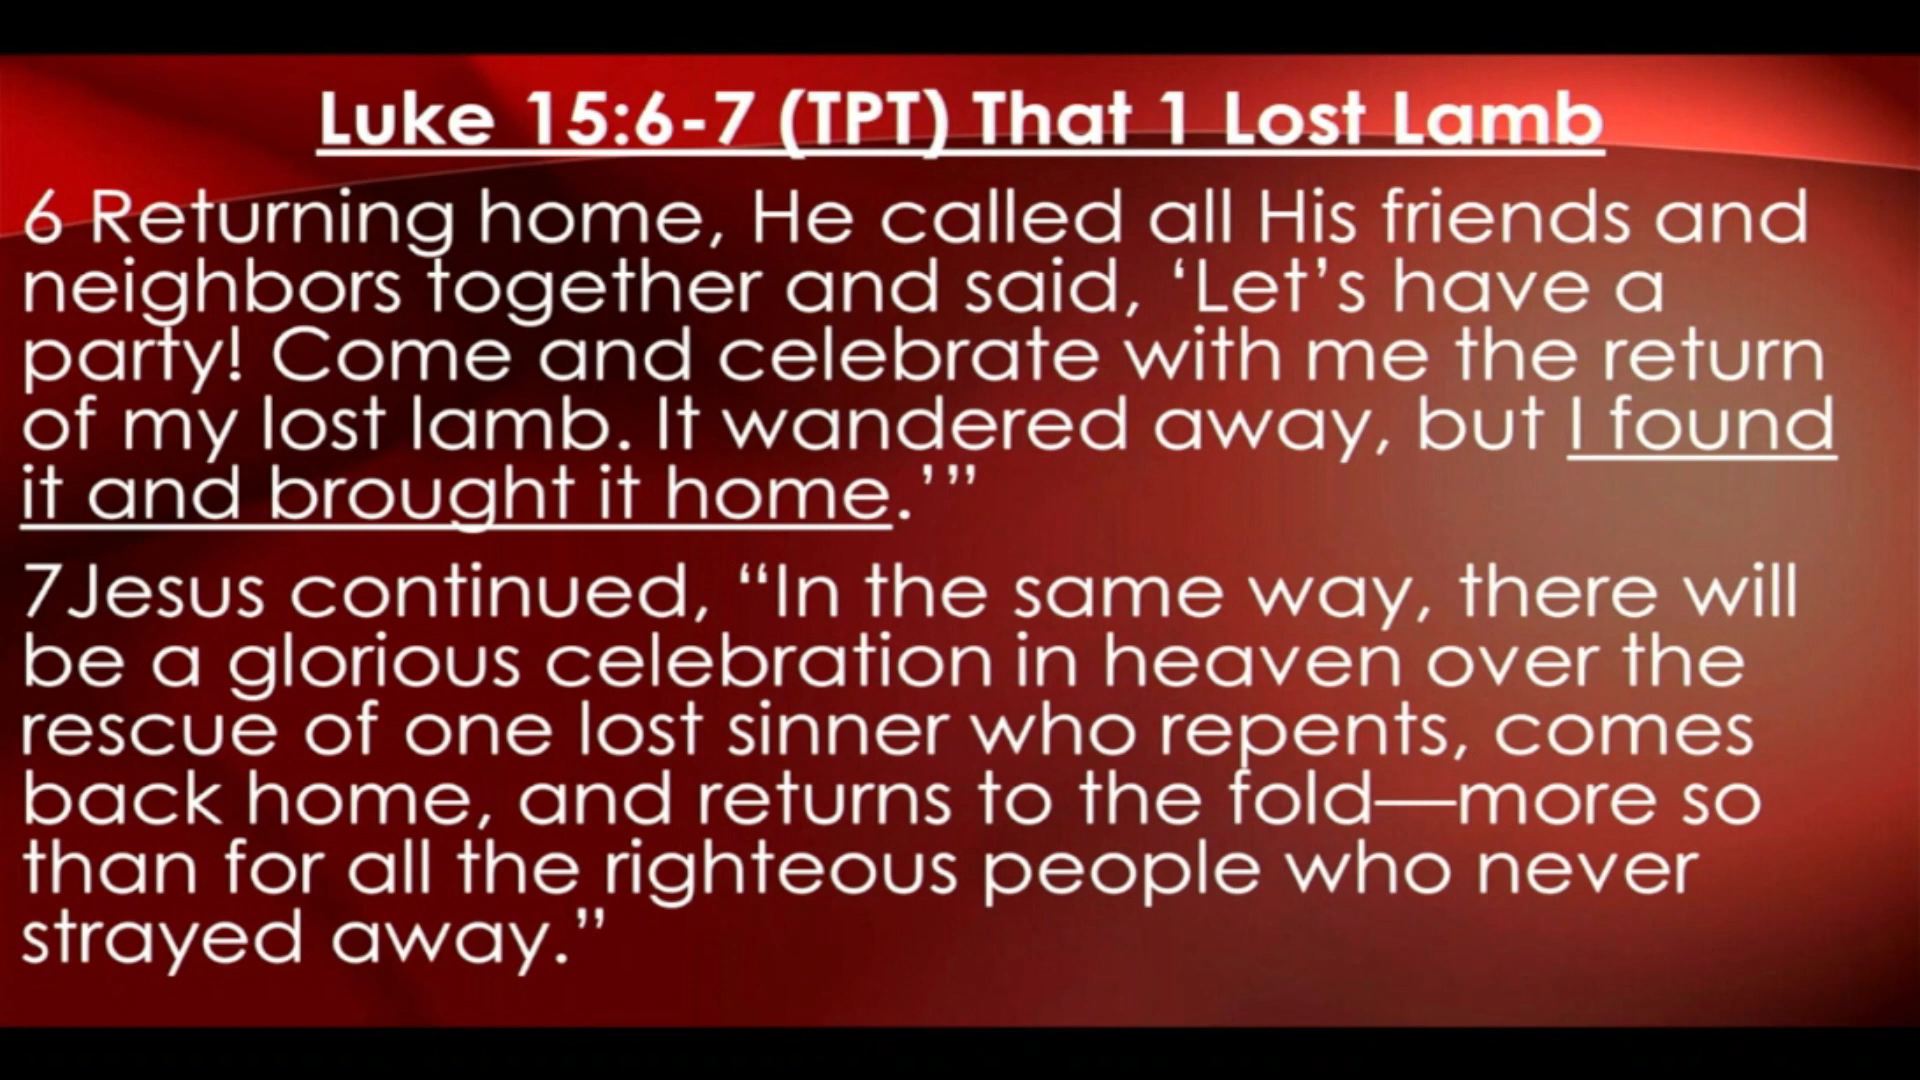 Luke 15:6-7 (TPT) That 1 Lost Lamb
6 Returning home, He called all His friends and
neighbors together and said, ‘Let’s have a
party! Come and celebrate with me the return
of my lost lamb. It wandered away, but I found
it and brought it home.’”
7Jesus continued, “In the same way, there will
be a glorious celebration in heaven over the
rescue of one lost sinner who repents, comes
back home, and returns to the fold—more so
than for all the righteous people who never
strayed away.”